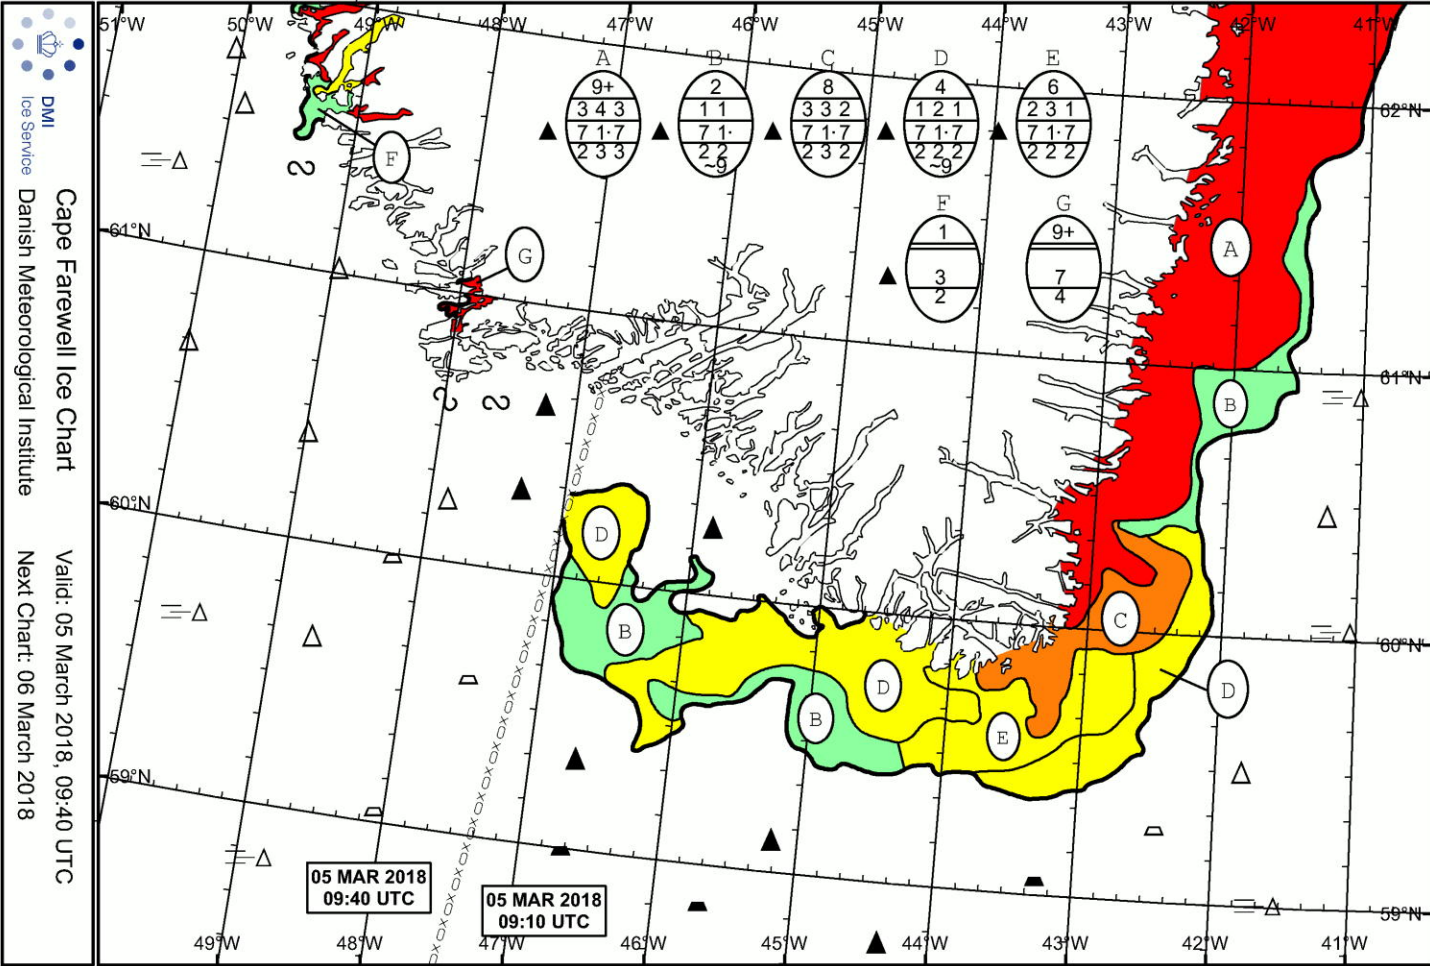 DMI
Ice Service
Cape Farewell Ice Chart
Danish Meteorological Institute
Valid: 05 March 2018, 09:40 UTC
Next Chart: 06 March 2018
51°W 50°W 49°W 48°W 47°W 46°W 45°W 44°W 43°W 42°W 41°W
A B C D E
9+ 2 8 4 6
3 4 3 1 1 3 3 2 1 2 1 2 3 1
7 1· 7 7 1· 7 1· 7 7 1· 7 7 1· 7
2 3 3 2 2 2 3 2 2 2 2 2 2 2
~9 ~9
62°N
F
F G
1 9+
3 7
2 4
A
61°N
G
61°N
B
60°N
D
C
B
60°N
D
D
B
E
59°N
05 MAR 2018
09:40 UTC
05 MAR 2018
09:10 UTC
59°N
49°W 48°W 47°W 46°W 45°W 44°W 43°W 42°W 41°W